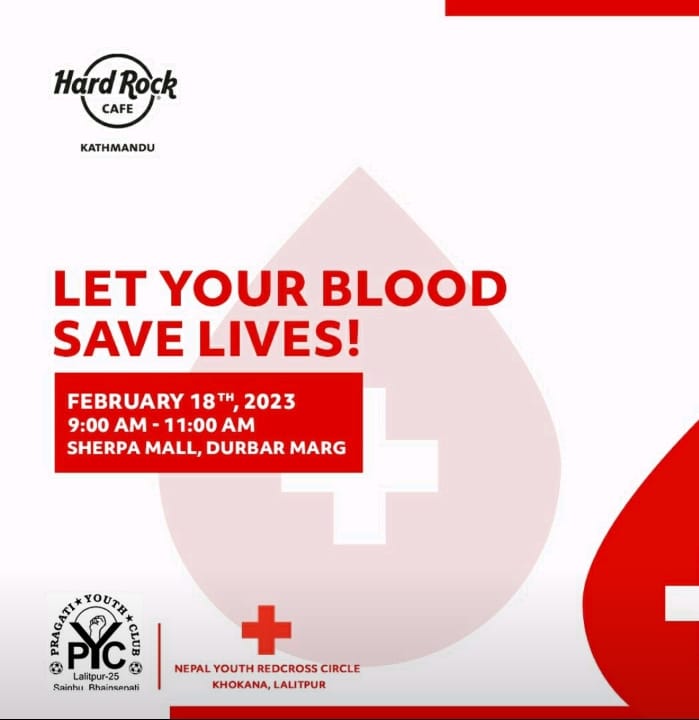 Hard Rock
CAFE
KATHMANDU
LET YOUR BLOOD
SAVE LIVES!
FEBRUARY 18TH, 2023
9:00 AM - 11:00 AM
SHERPA MALL, DURBAR MARG
PRAGATI★YOUTH★CLUB
PYC
Lalitpur-25
Sainbu, Bhainsepati
NEPAL YOUTH REDCROSS CIRCLE
KHOKANA, LALITPUR